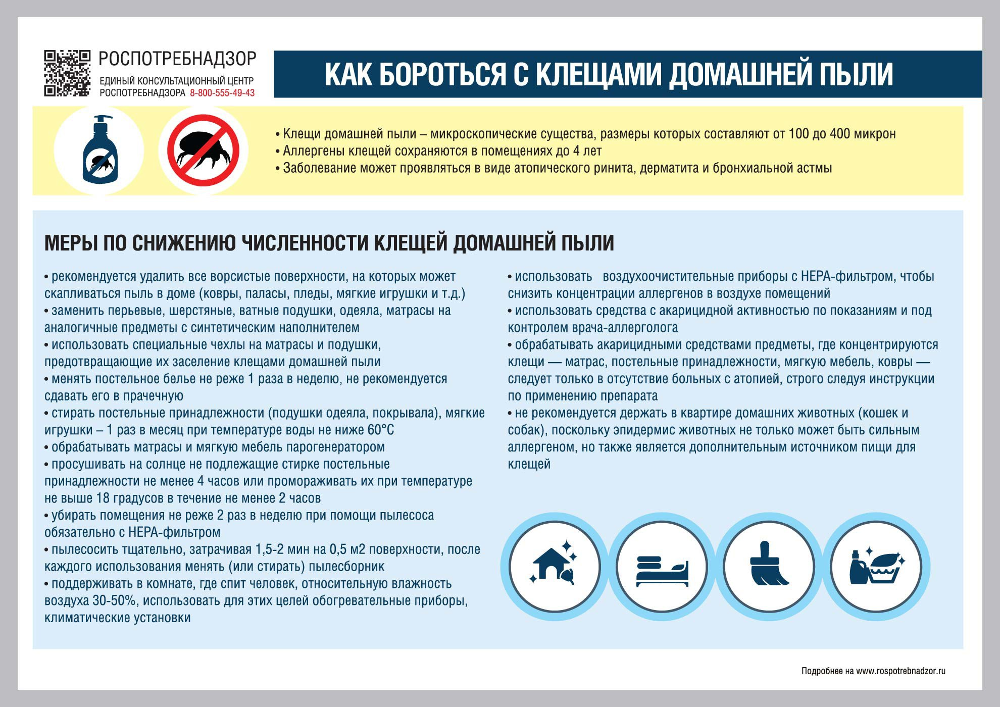 РОСПОТРЕБНАДЗОР
ЕДИНЫЙ КОНСУЛЬТАЦИОННЫЙ ЦЕНТР
РОСПОТРЕБНАДЗОРА 8-800-555-49-43
КАК БОРОТЬСЯ С КЛЕЩАМИ ДОМАШНЕЙ ПЫЛИ
• Клещи домашней пыли – микроскопические существа, размеры которых составляют от 100 до 400 микрон
• Аллергены клещей сохраняются в помещениях до 4 лет
• Заболевание может проявляться в виде атопического ринита, дерматита и бронхиальной астмы
МЕРЫ ПО СНИЖЕНИЮ ЧИСЛЕННОСТИ КЛЕЩЕЙ ДОМАШНЕЙ ПЫЛИ
• рекомендуется удалить все ворсистые поверхности, на которых может
скапливаться пыль в доме (ковры, паласы, пледы, мягкие игрушки и т.д.)
• заменить перьевые, шерстяные, ватные подушки, одеяла, матрасы на
аналогичные предметы с синтетическим наполнителем
• использовать специальные чехлы на матрасы и подушки,
предотвращающие их заселение клещами домашней пыли
• менять постельное белье не реже 1 раза в неделю, не рекомендуется
сдавать его в прачечную
• стирать постельные принадлежности (подушки одеяла, покрывала), мягкие
игрушки – 1 раз в месяц при температуре воды не ниже 60°С
• обрабатывать матрасы и мягкую мебель парогенератором
• просушивать на солнце не подлежащие стирке постельные
принадлежности не менее 4 часов или промораживать их при температуре
не выше 18 градусов в течение не менее 2 часов
• убирать помещения не реже 2 раз в неделю при помощи пылесоса
обязательно с НЕРА-фильтром
• пылесосить тщательно, затрачивая 1,5-2 мин на 0,5 м2 поверхности, после
каждого использования менять (или стирать) пылесборник
• поддерживать в комнате, где спит человек, относительную влажность
воздуха 30-50%, использовать для этих целей обогревательные приборы,
климатические установки
• использовать воздухоочистительные приборы с НЕРА-фильтром, чтобы
снизить концентрации аллергенов в воздухе помещений
• использовать средства с акарицидной активностью по показаниям и под
контролем врача-аллерголога
• обрабатывать акарицидными средствами предметы, где концентрируются
клещи — матрас, постельные принадлежности, мягкую мебель, ковры —
следует только в отсутствие больных с атопией, строго следуя инструкции
по применению препарата
• не рекомендуется держать в квартире домашних животных (кошек и
собак), поскольку эпидермис животных не только может быть сильным
аллергеном, но также является дополнительным источником пищи для
клещей
Подробнее на www.rospotrebnadzor.ru